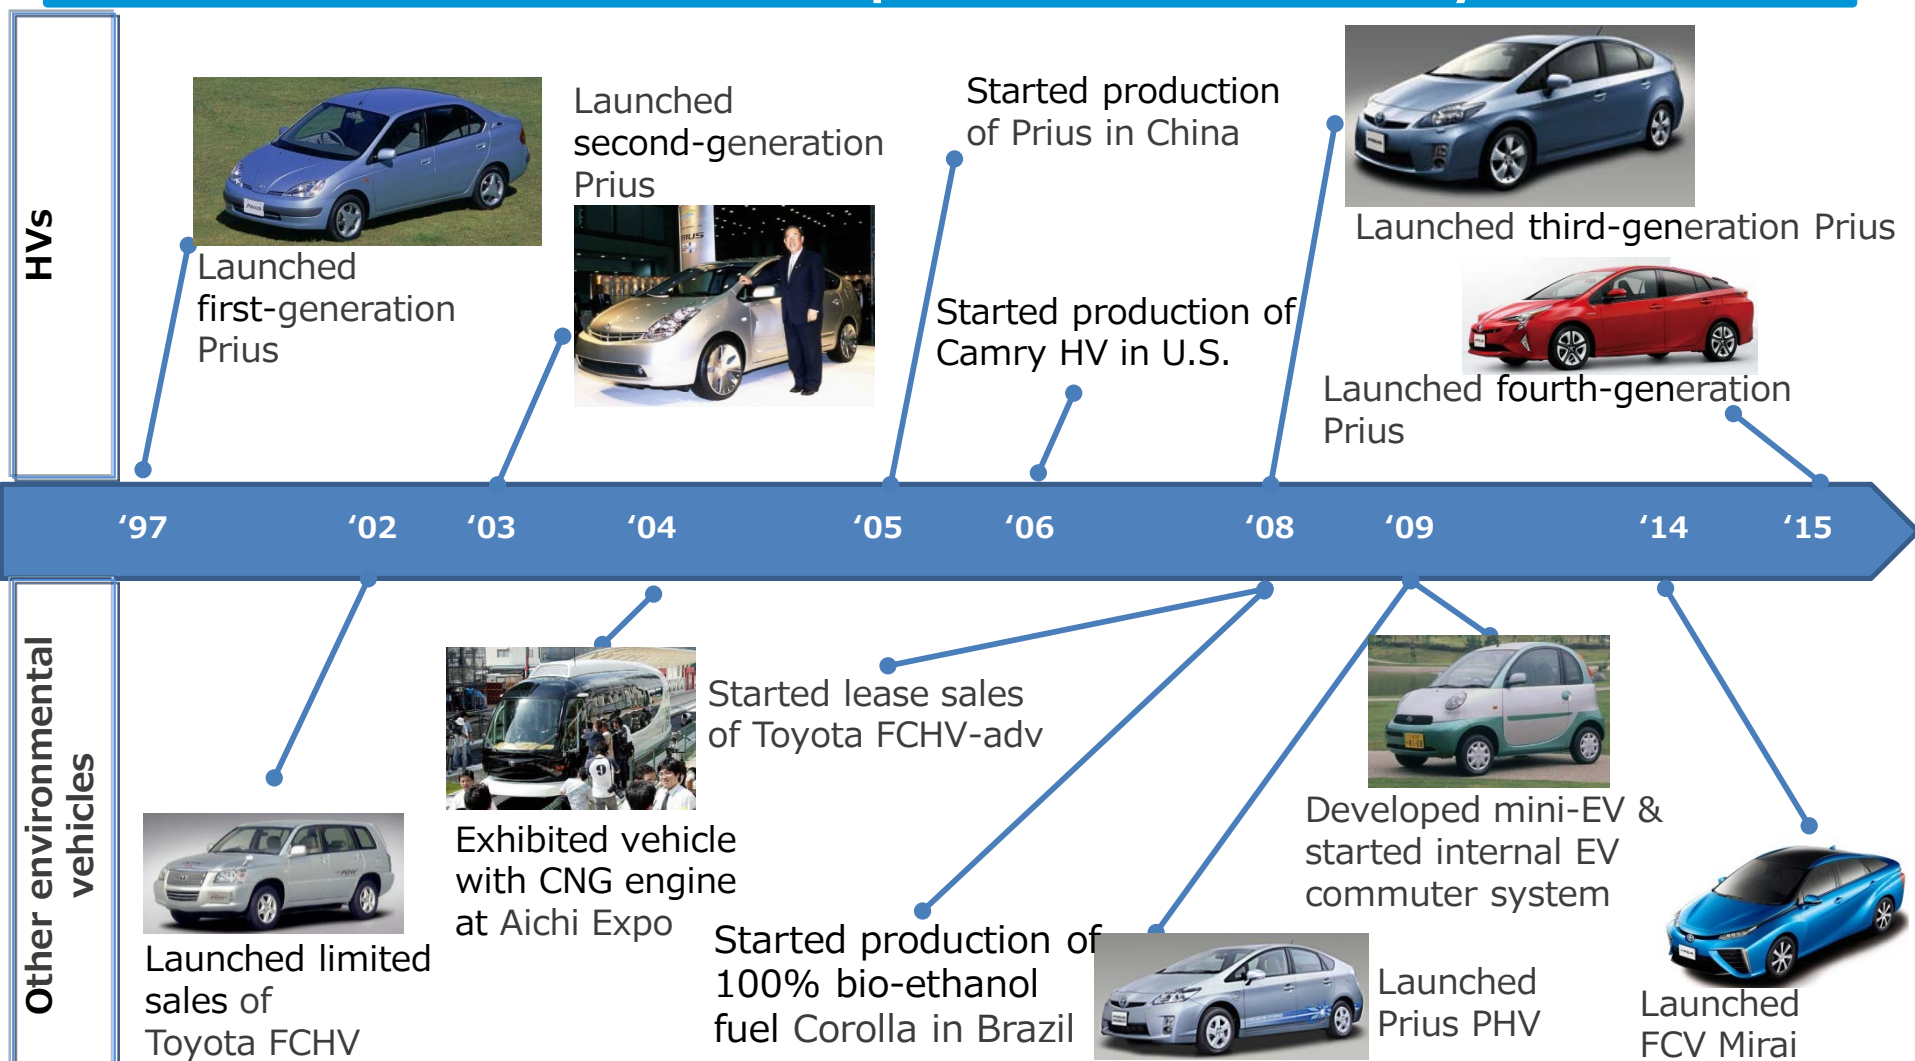 HVs
Launched
first-generation
Prius
Launched
second-generation
Prius
Started production
of Prius in China
Started production of
Camry HV in U.S.
Launched third-generation Prius
Launched fourth-generation
Prius
‘97
‘02
‘03
‘04
‘05
‘06
‘08
‘09
‘14
‘15
Other environmental
vehicles
Launched limited
sales of
Toyota FCHV
Exhibited vehicle
with CNG engine
at Aichi Expo
Started lease sales
of Toyota FCHV-adv
Started production of
100% bio-ethanol
fuel Corolla in Brazil
Launched
Prius PHV
Developed mini-EV &
started internal EV
commuter system
Launched
FCV Mirai